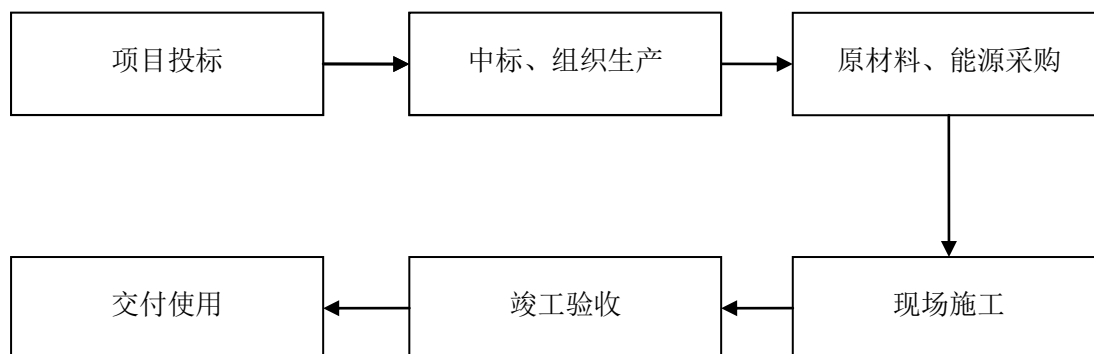 项目投标
中标、组织生产
原材料、能源采购
现场施工
竣工验收
交付使用